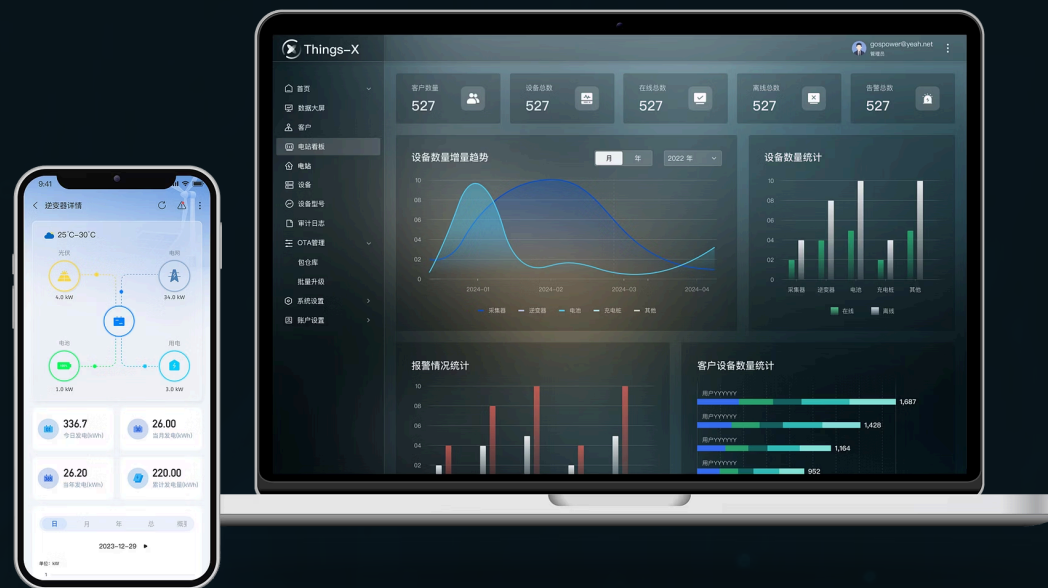 Things-X
gospower@yeah.net
管理员
首页
数据大屏
客户
电站看板
电站
设备
设备型号
审计日志
OTA管理
包仓库
批量升级
系统设置
账户设置
客户数量
527
设备总数
527
在线总数
527
离线总数
527
告警总数
527
设备数量增量趋势
月
年
2022 年
10
08
06
04
02
0
2024-01
2024-02
2024-03
2024-04
采集器
逆变器
电池
充电桩
其他
设备数量统计
10
08
06
04
02
0
采集器
逆变器
电池
充电桩
其他
在线
离线
报警情况统计
10
08
06
04
02
客户设备数量统计
用户YYYYYY
1,687
用户YYYYYY
1,428
用户YYYYYY
1,164
用户YYYYYY
952
9:41
逆变器详情
25°C-30°C
光伏
电网
4.0 kW
34.0 kW
电池
用电
1.0 kW
3.0 kW
336.7
今日发电(kWh)
26.00
当月发电(kWh)
26.20
当年发电(kWh)
220.00
累计发电量(kWh)
日
月
年
总
概览
2023-12-29
单位: kW
1